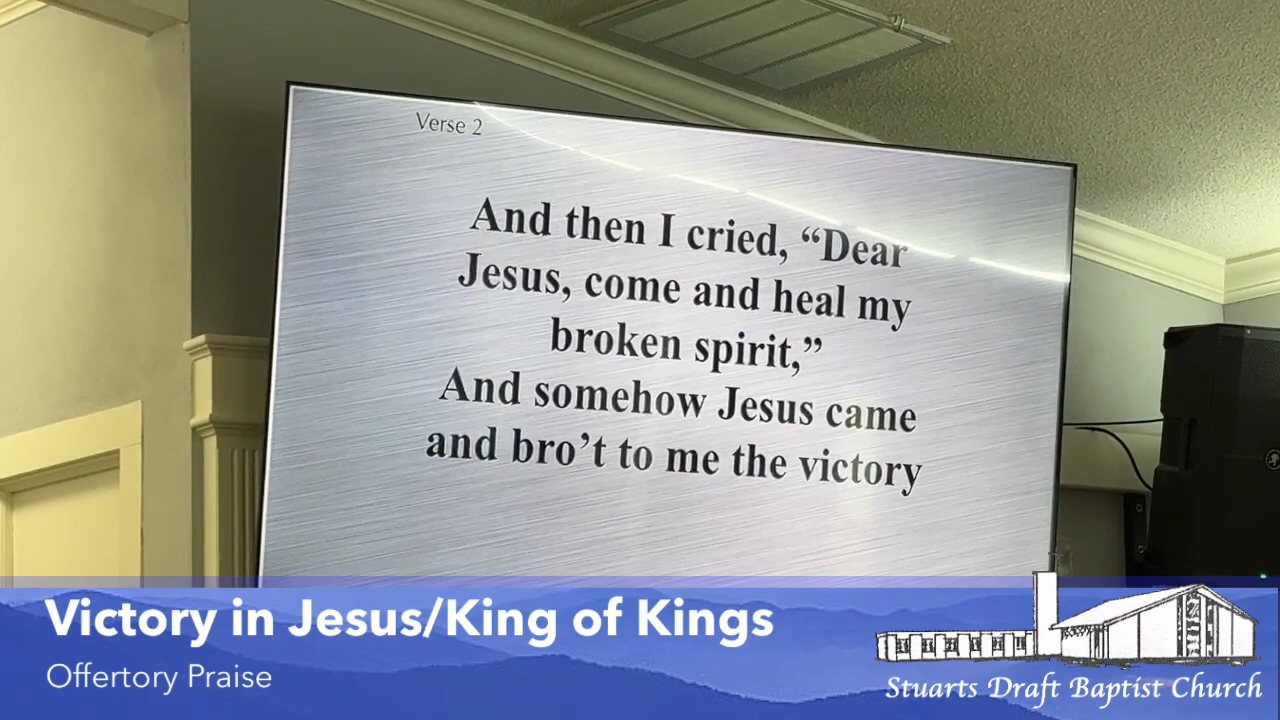 Verse 2
And then I cried, “Dear
Jesus, come and heal my
broken spirit,”
And somehow Jesus came
and bro’t to me the victory
Victory in Jesus/King of Kings
Offertory Praise
Stuarts Draft Baptist Church